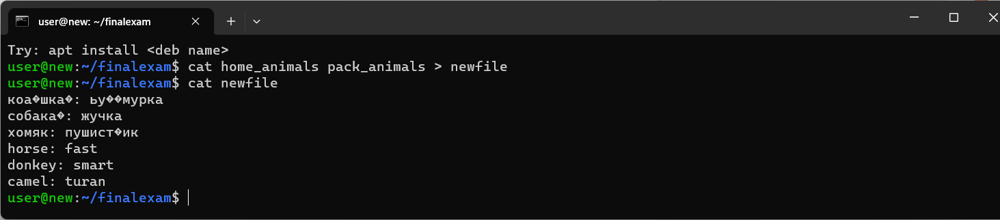 user@new: ~/finalexam
Try: apt install <deb name>
user@new:~/finalexam$ cat home_animals pack_animals > newfile
user@new:~/finalexam$ cat newfile
коа�шка�: ьу��мурка
собака�: жучка
хомяк: пушист�ик
horse: fast
donkey: smart
camel: turan
user@new:~/finalexam$